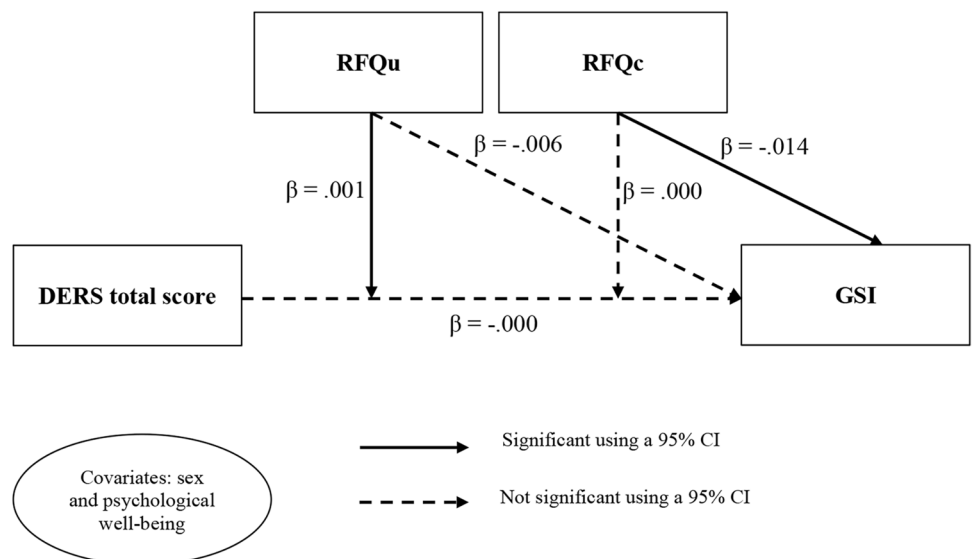 RFQu
RFQc
β = -.006
β = -.014
β = .001
β = .000
DERS total score
GSI
β = -.000
Significant using a 95% CI
Covariates: sex
and psychological
well-being
Not significant using a 95% CI